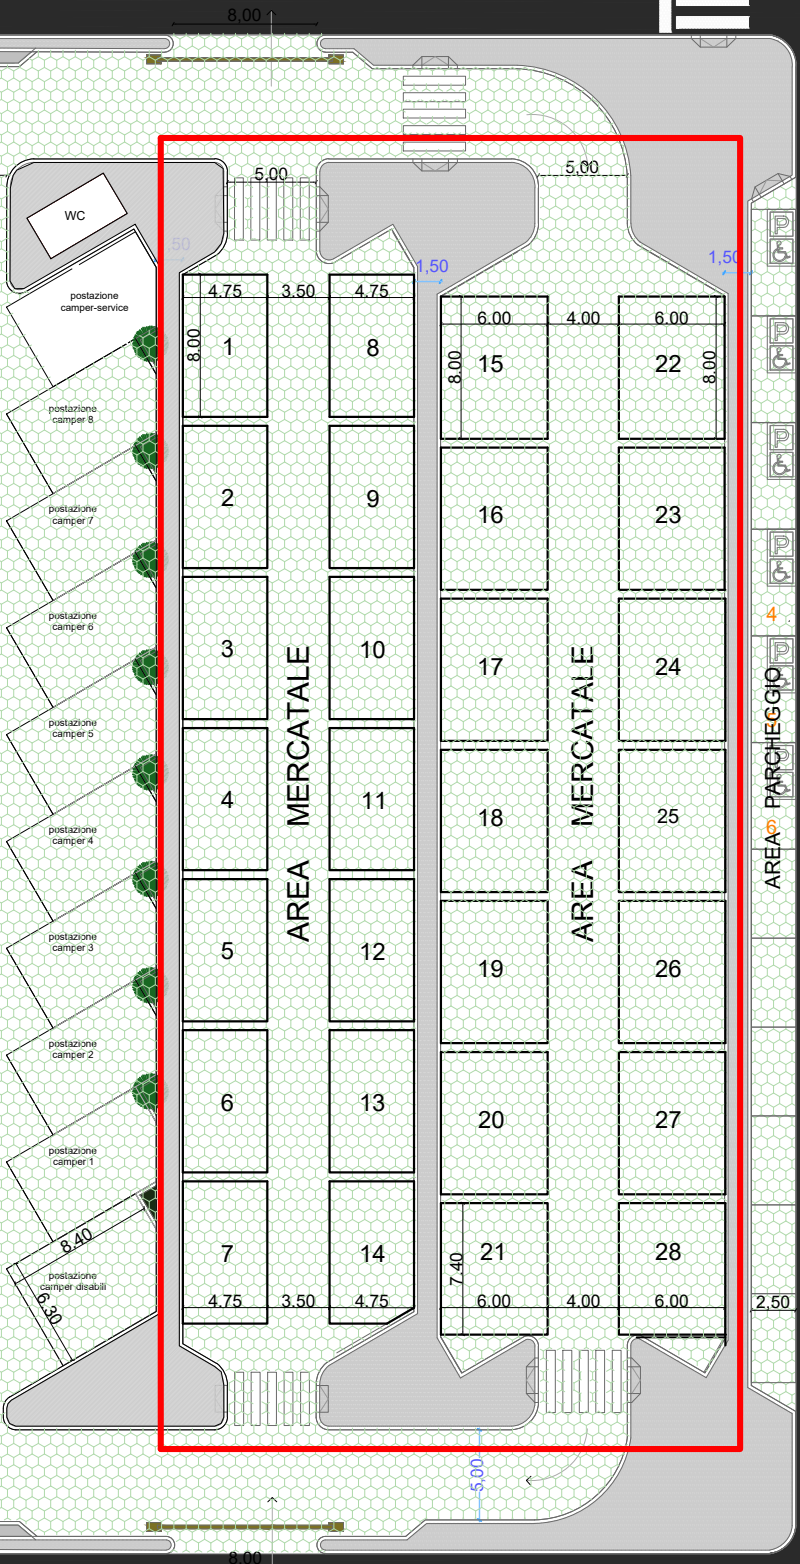 8,00
5.00
5,00
WC
,50
1,50
1,50
postazione
camper-service
4.75
3.50
4.75
8.00
1
8
6.00
4.00
6.00
8.00
15
22
8.00
postazione
camper 8
2
9
16
23
postazione
camper 7
postazione
camper 6
3
10
17
24
4
postazione
camper 5
5
4
11
18
25
6
postazione
camper 4
AREA MERCATALE
AREA MERCATALE
AREA PARCHEGGIO
postazione
camper 3
5
12
19
26
postazione
camper 2
6
13
20
27
postazione
camper 1
7
14
21
28
8.40
6.30
postazione
camper disabili
7.40
4.75
3.50
4.75
6.00
4.00
6.00
2,50
5,00
8.00
P
P
P
P
P
P